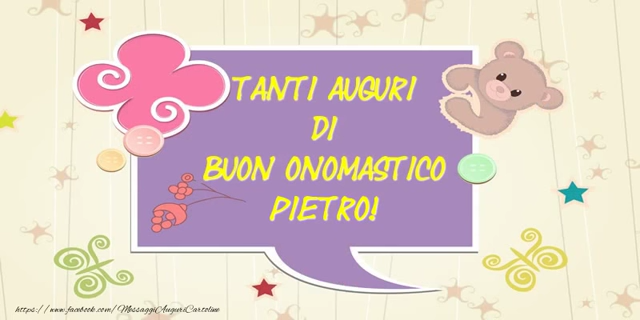 TANTI AUGURI
DI
BUON ONOMASTICO
PIETRO!
https://www.facebook.com/MessaggiAuguriCartoline